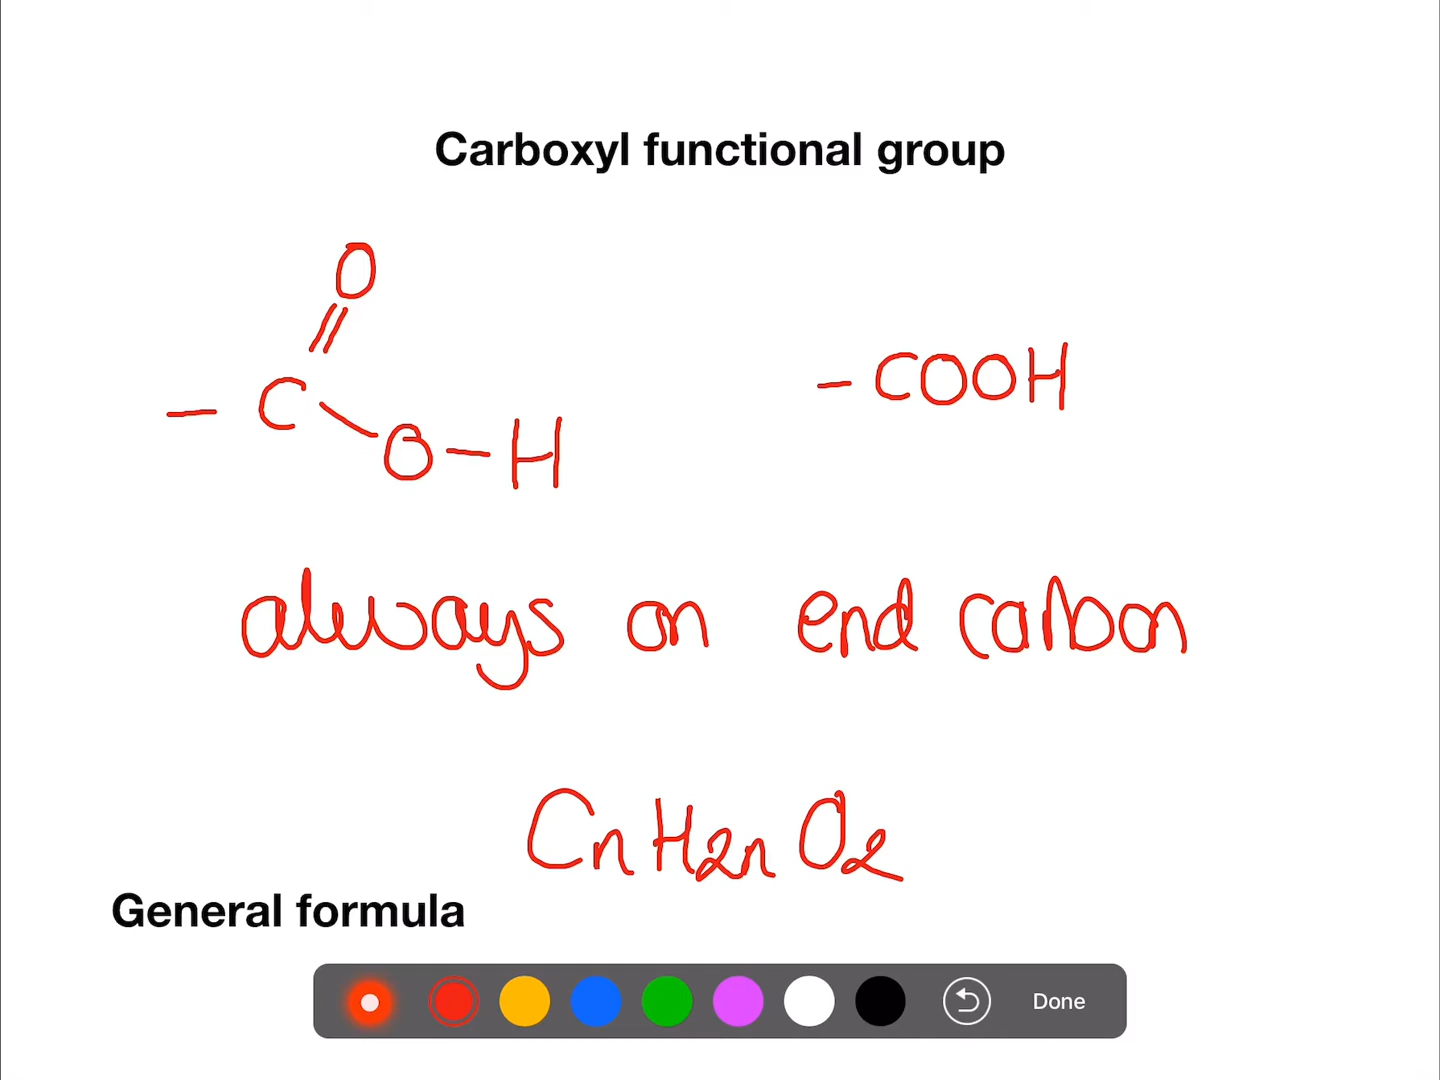 Carboxyl functional group
O
– C
O – H
– COOH
always on end carbon
CnH2nO2
General formula
Done